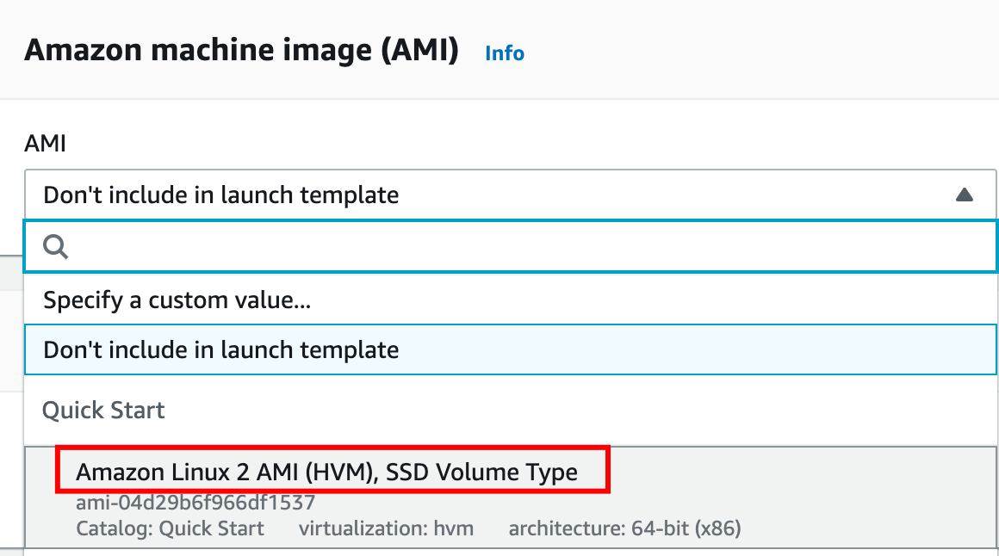 Amazon machine image (AMI) Info
AMI
Don't include in launch template
Specify a custom value...
Don't include in launch template
Quick Start
Amazon Linux 2 AMI (HVM), SSD Volume Type
ami-04d29b6f966df1537
Catalog: Quick Start virtualization: hvm architecture: 64-bit (x86)